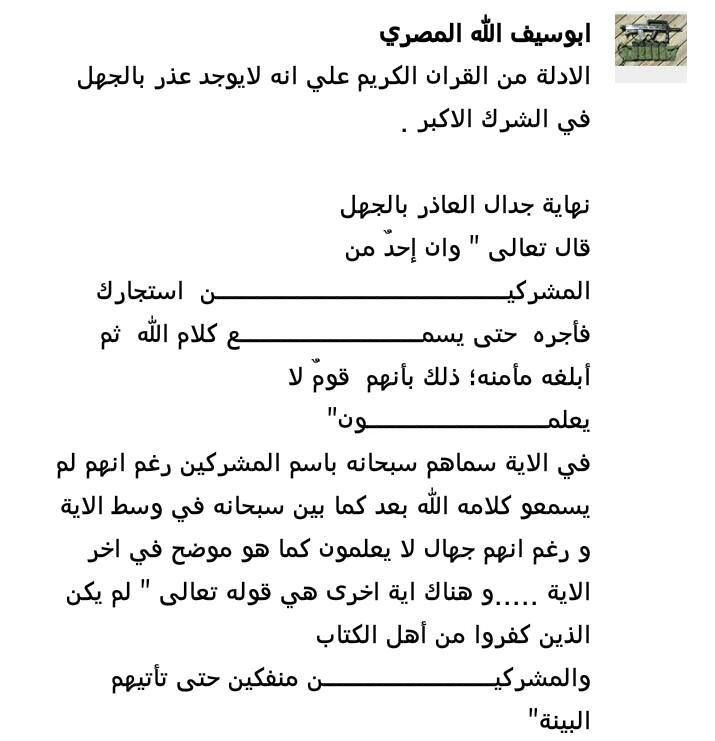 ابوسيف الله المصري
الادلة من القران الكريم علي انه لايوجد عذر بالجهل
في الشرك الاكبر .
نهاية جدال العاذر بالجهل
قال تعالى " وان إحدٌ من
المشركيـــــــــــــــــــــــــن استجارك
فأجره حتى يسمـــــــــــــــــــع كلام الله ثم
أبلغه مأمنه؛ ذلك بأنهم قومٌ لا
يعلمـــــــــــــــــون"
في الاية سماهم سبحانه باسم المشركين رغم انهم لم
يسمعو كلامه الله بعد كما بين سبحانه في وسط الاية
و رغم انهم جهال لا يعلمون كما هو موضح في اخر
الاية .....و هناك اية اخرى هي قوله تعالى " لم يكن
الذين كفروا من أهل الكتاب
والمشركيـــــــــــــــــن منفكين حتى تأتيهم
البينة"